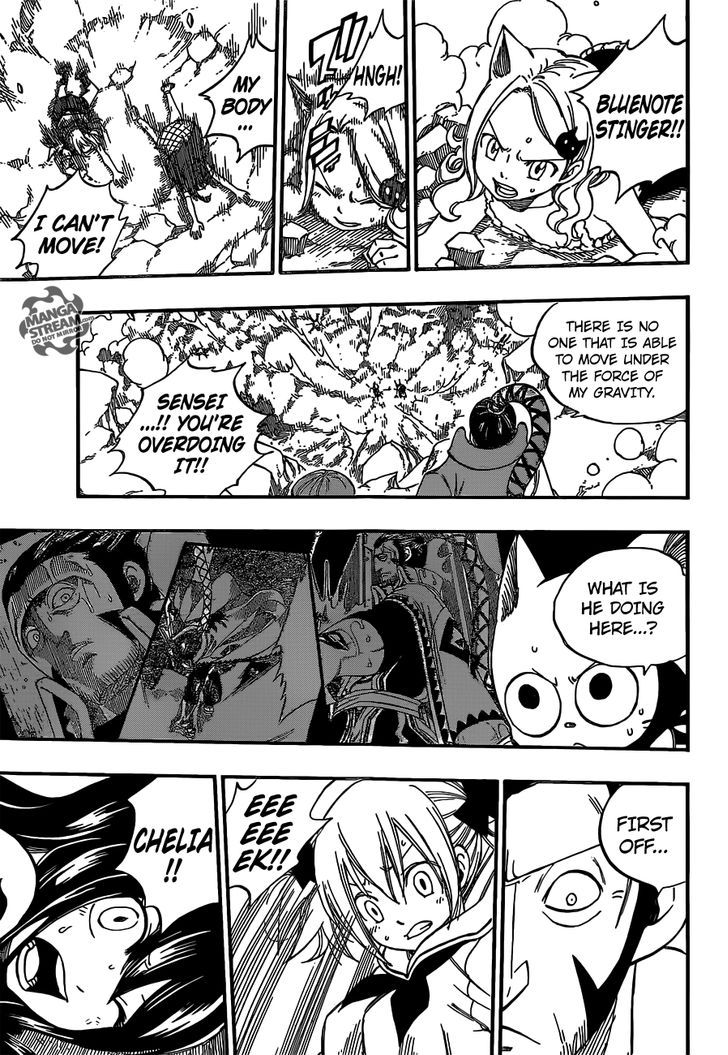 BLUENOTE
STINGER!!
HNGH!
MY
BODY
...
I CAN'T
MOVE!
MANGA
STREAM.com
DO NOT MIRROR
THERE IS NO
ONE THAT IS ABLE
TO MOVE UNDER
THE FORCE OF
MY GRAVITY.
SENSEI
...!! YOU'RE
OVERDOING
IT!!
WHAT IS
HE DOING
HERE...?
FIRST
OFF...
EEE
EEE
EK!!
CHELIA
!!